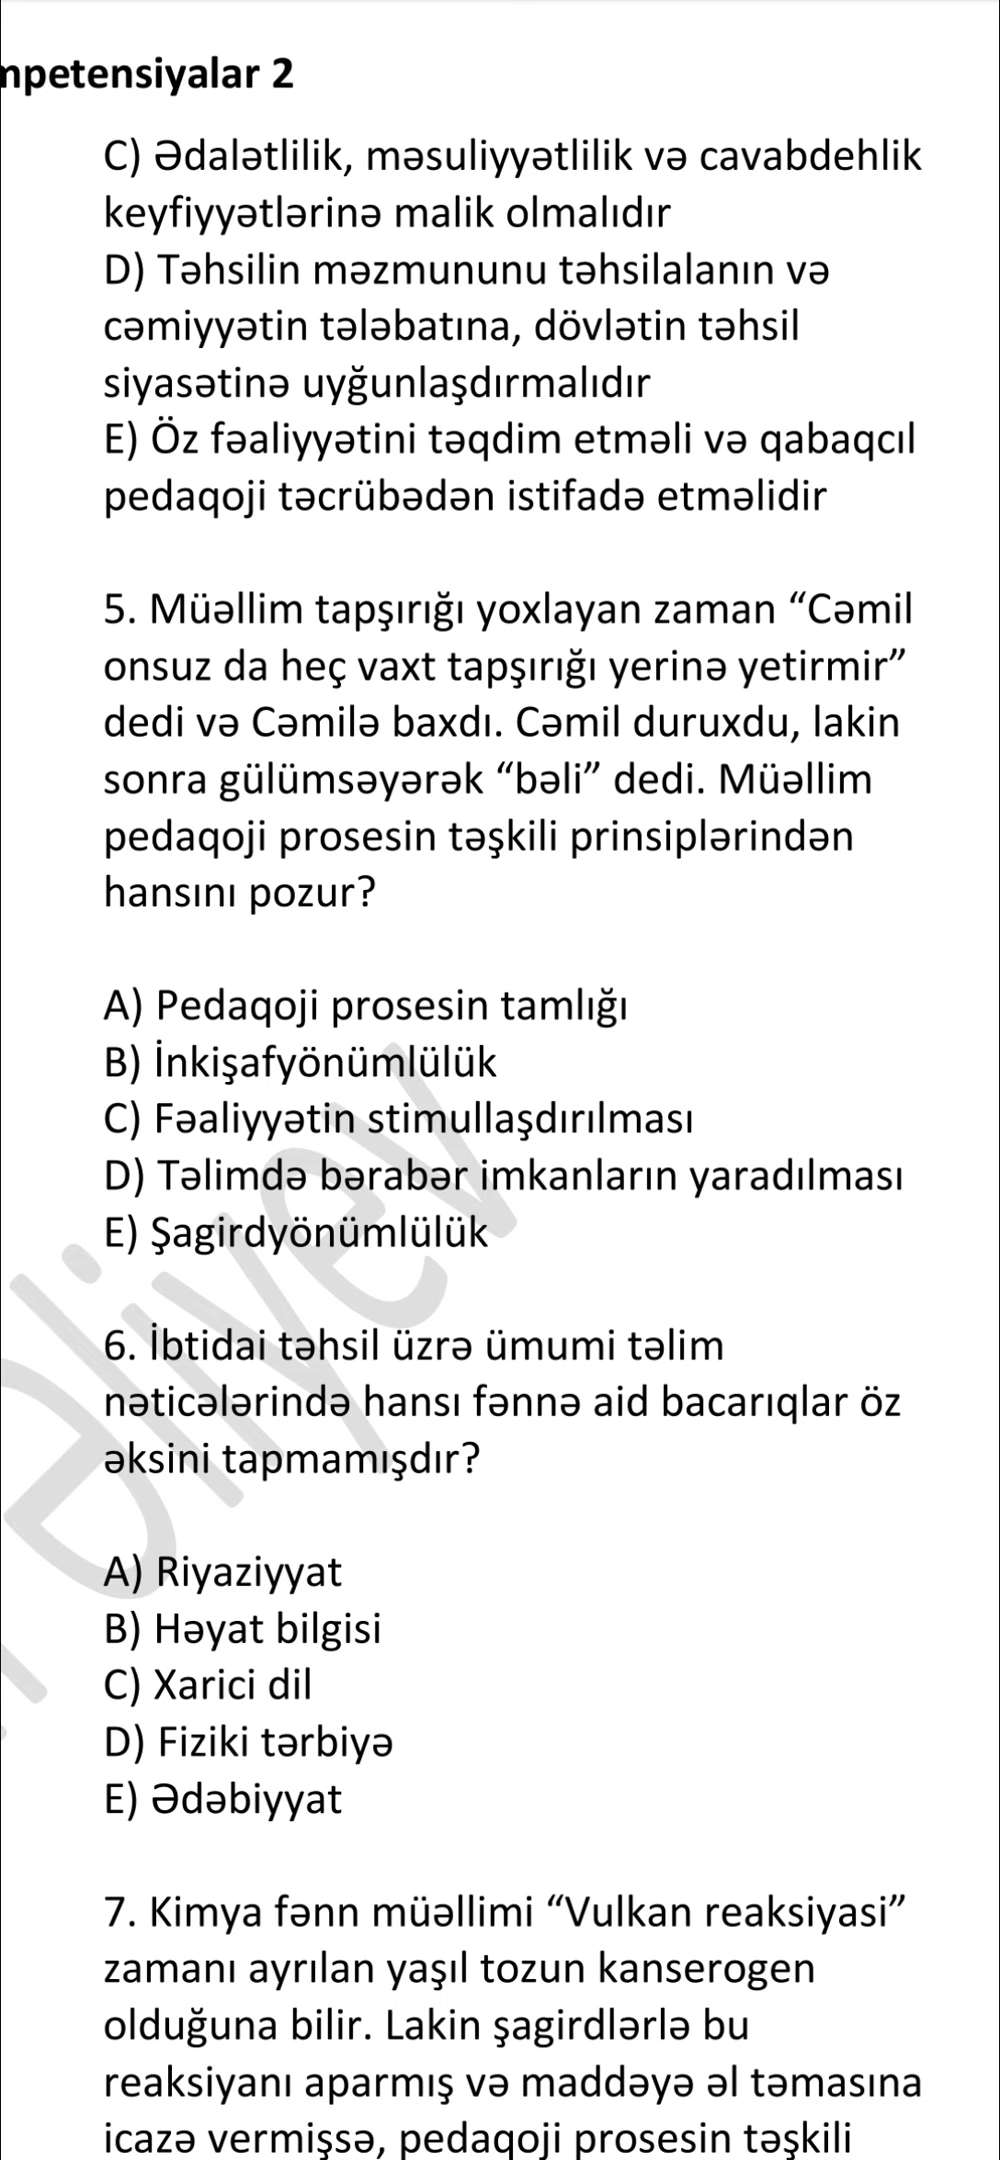 mpetensiyalar 2
C) Ədalətlilik, məsuliyyətlilik və cavabdehlik
keyfiyyətlərinə malik olmalıdır
D) Təhsilin məzmununu təhsilalanın və
cəmiyyətin tələbatına, dövlətin təhsil
siyasətinə uyğunlaşdırmalıdır
E) Öz fəaliyyətini təqdim etməli və qabaqcıl
pedaqoji təcrübədən istifadə etməlidir
5. Müəllim tapşırığı yoxlayan zaman “Cəmil
onsuz da heç vaxt tapşırığı yerinə yetirmir”
dedi və Cəmilə baxdı. Cəmil duruxdu, lakin
sonra gülümsəyərək “bəli” dedi. Müəllim
pedaqoji prosesin təşkili prinsiplərindən
hansını pozur?
A) Pedaqoji prosesin tamlığı
B) İnkişafyönümlülük
C) Fəaliyyətin stimullaşdırılması
D) Təlimdə bərabər imkanların yaradılması
E) Şagirdyönümlülük
6. İbtidai təhsil üzrə ümumi təlim
nəticələrində hansı fənnə aid bacarıqlar öz
əksini tapmamışdır?
A) Riyaziyyat
B) Həyat bilgisi
C) Xarici dil
D) Fiziki tərbiyə
E) Ədəbiyyat
7. Kimya fənn müəllimi “Vulkan reaksiyasi”
zamanı ayrılan yaşıl tozun kanserogen
olduğuna bilir. Lakin şagirdlərlə bu
reaksiyanı aparmış və maddəyə əl təmasına
icazə vermişsə, pedaqoji prosesin təşkili
əliyev